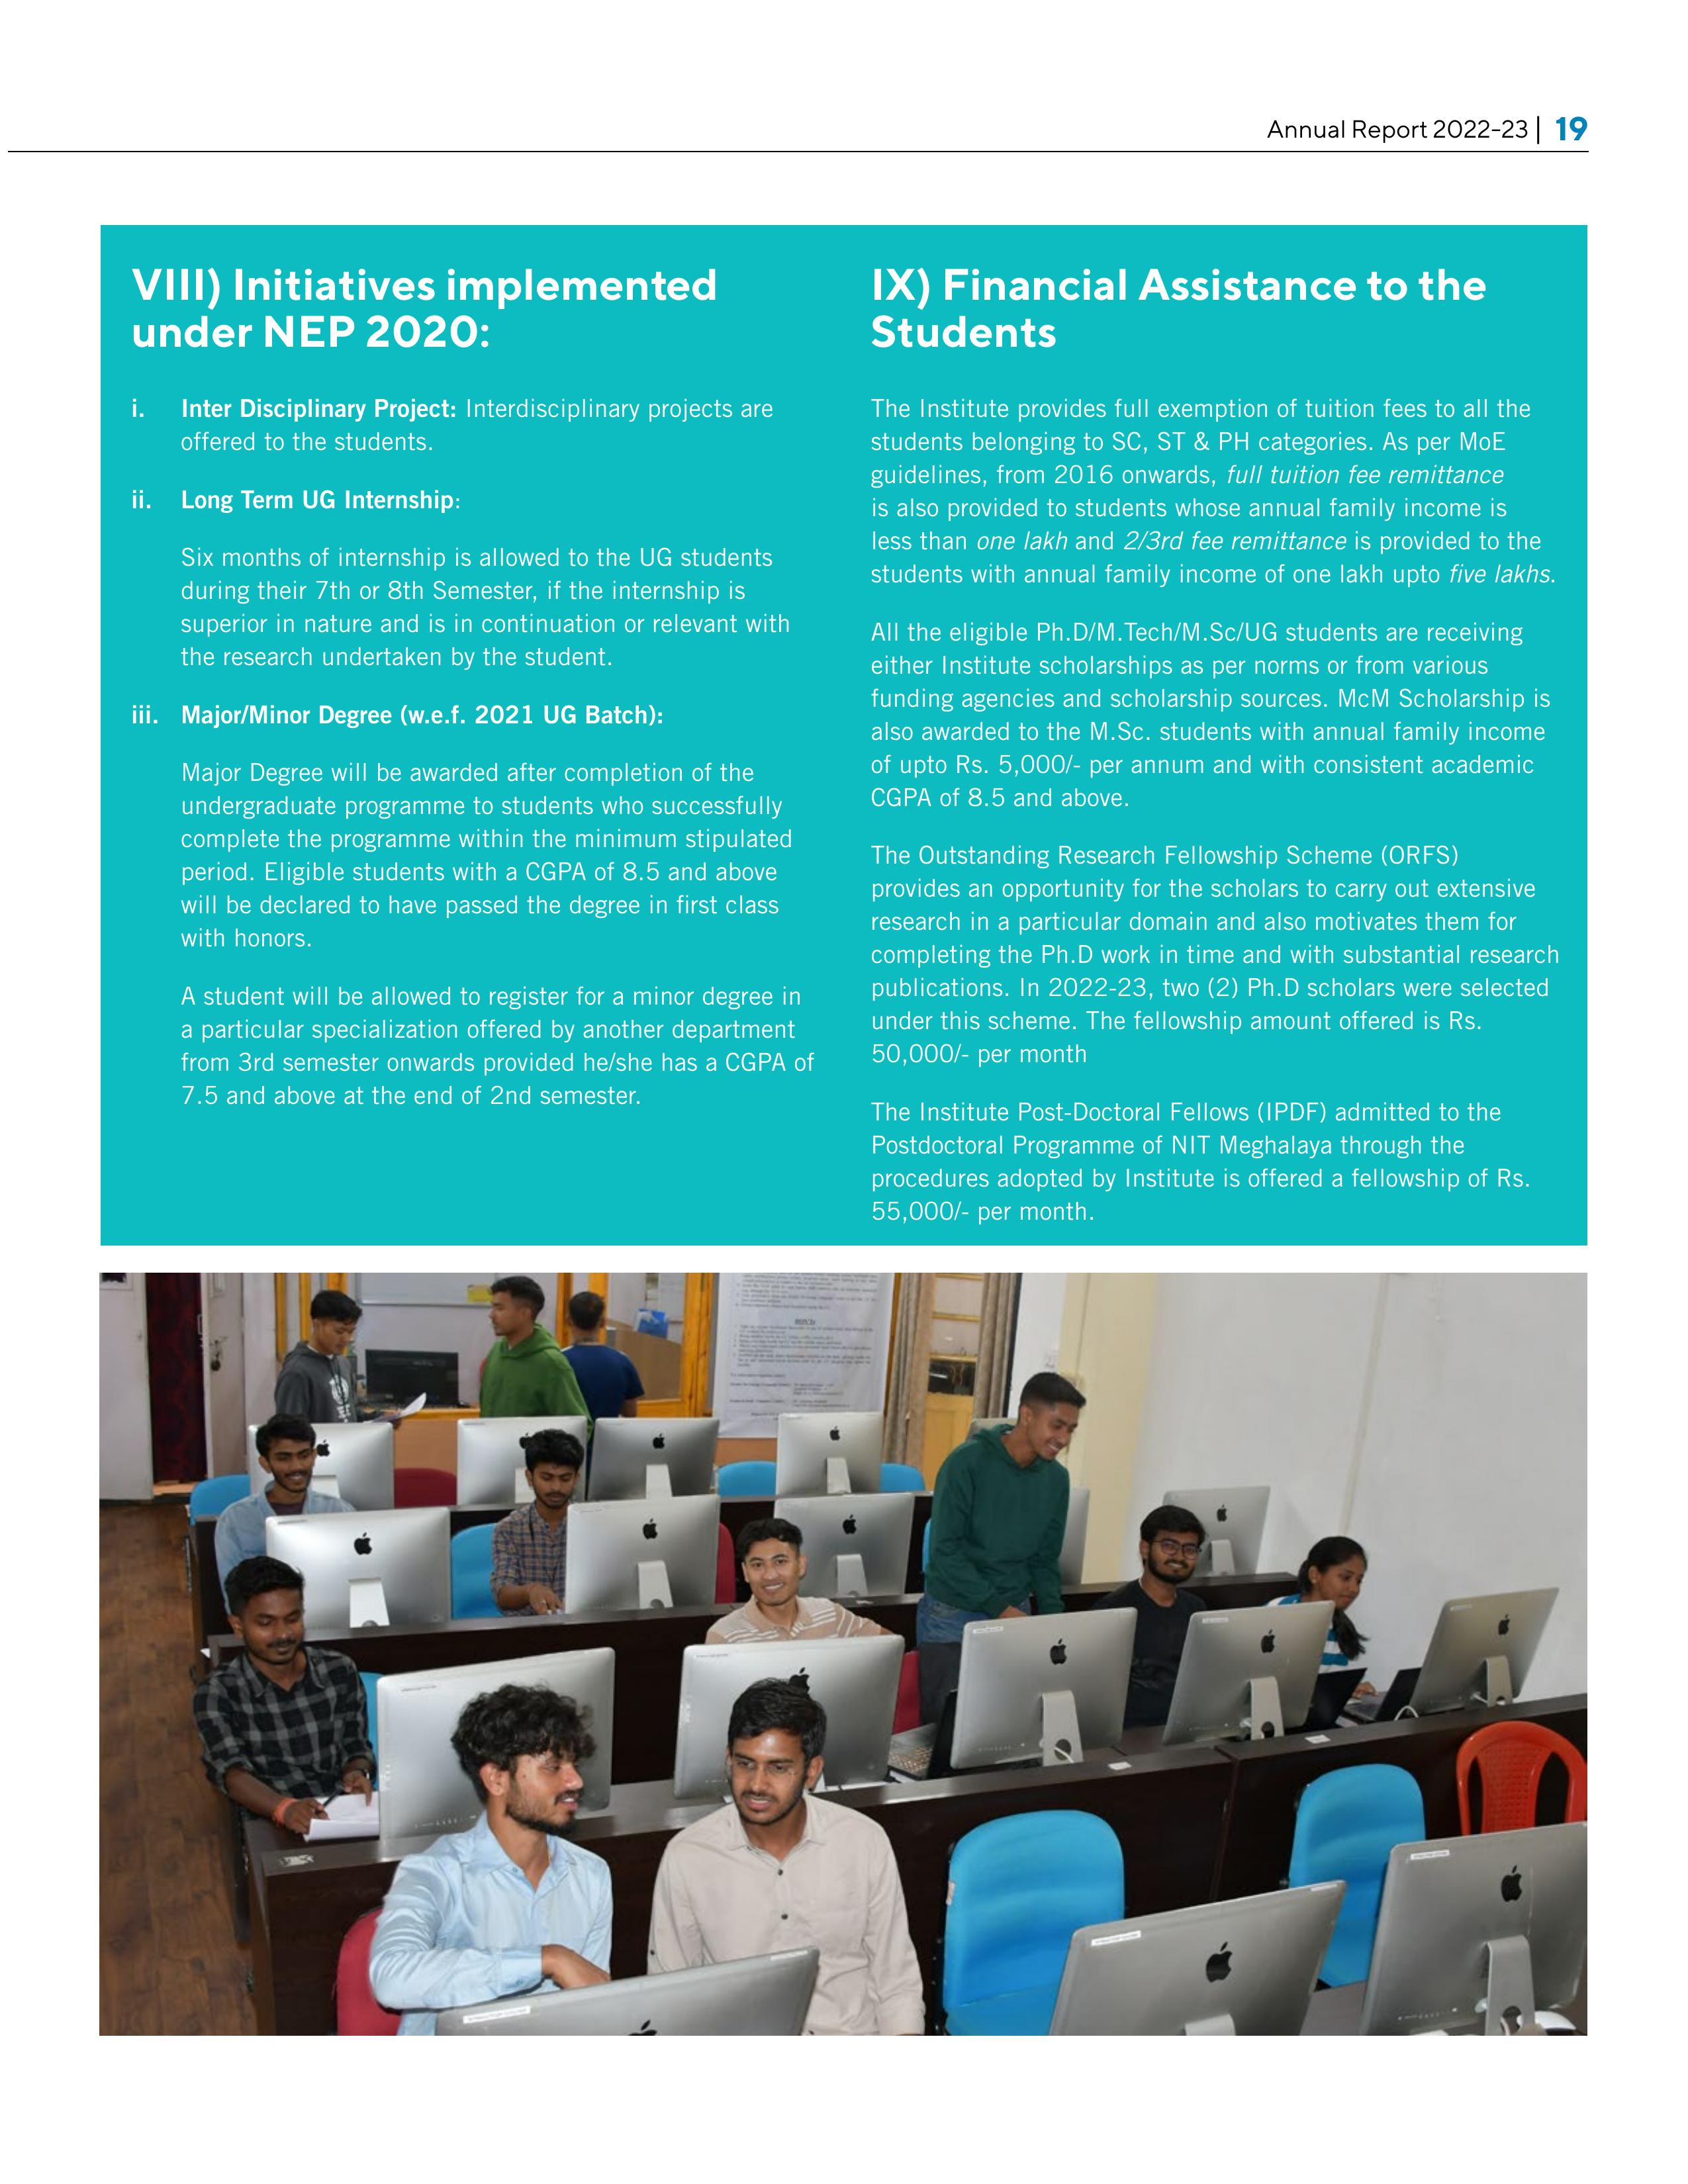 Annual Report 2022-23 | 19
VIII) Initiatives implemented
under NEP 2020:
i. Inter Disciplinary Project: Interdisciplinary projects are
offered to the students.
ii. Long Term UG Internship:
Six months of internship is allowed to the UG students
during their 7th or 8th Semester, if the internship is
superior in nature and is in continuation or relevant with
the research undertaken by the student.
iii. Major/Minor Degree (w.e.f. 2021 UG Batch):
Major Degree will be awarded after completion of the
undergraduate programme to students who successfully
complete the programme within the minimum stipulated
period. Eligible students with a CGPA of 8.5 and above
will be declared to have passed the degree in first class
with honors.
A student will be allowed to register for a minor degree in
a particular specialization offered by another department
from 3rd semester onwards provided he/she has a CGPA of
7.5 and above at the end of 2nd semester.
IX) Financial Assistance to the
Students
The Institute provides full exemption of tuition fees to all the
students belonging to SC, ST & PH categories. As per MoE
guidelines, from 2016 onwards, full tuition fee remittance
is also provided to students whose annual family income is
less than one lakh and 2/3rd fee remittance is provided to the
students with annual family income of one lakh upto five lakhs.
All the eligible Ph.D/M.Tech/M.Sc/UG students are receiving
either Institute scholarships as per norms or from various
funding agencies and scholarship sources. McM Scholarship is
also awarded to the M.Sc. students with annual family income
of upto Rs. 5,000/- per annum and with consistent academic
CGPA of 8.5 and above.
The Outstanding Research Fellowship Scheme (ORFS)
provides an opportunity for the scholars to carry out extensive
research in a particular domain and also motivates them for
completing the Ph.D work in time and with substantial research
publications. In 2022-23, two (2) Ph.D scholars were selected
under this scheme. The fellowship amount offered is Rs.
50,000/- per month
The Institute Post-Doctoral Fellows (IPDF) admitted to the
Postdoctoral Programme of NIT Meghalaya through the
procedures adopted by Institute is offered a fellowship of Rs.
55,000/- per month.